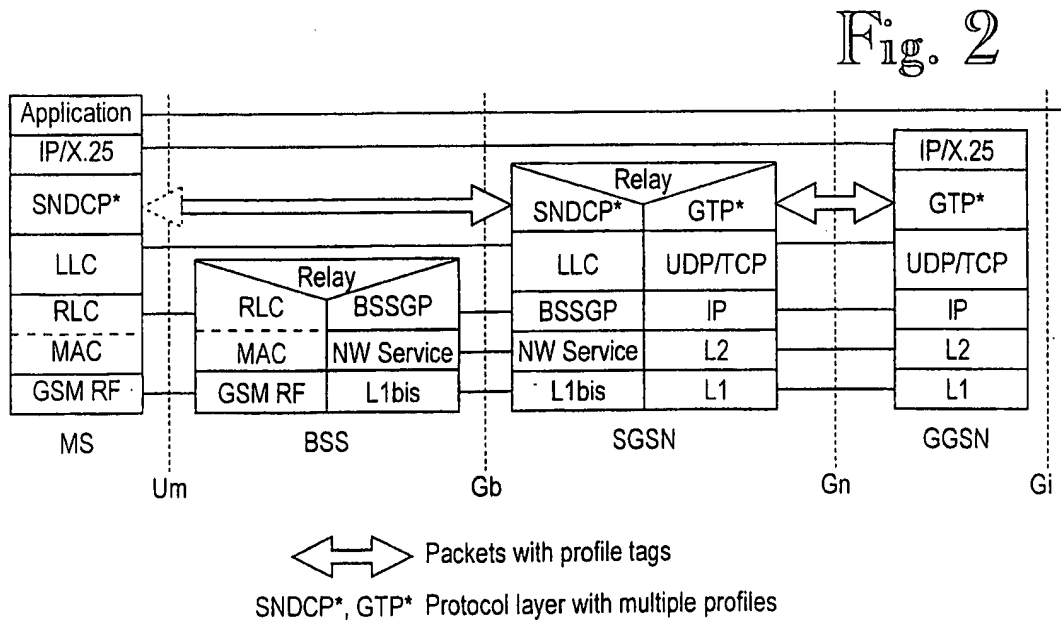 Fig. 2
Application
IP/X.25
SNDCP*
LLC
RLC
MAC
GSM RF
MS
Um
Relay
RLC
BSSGP
MAC
NW Service
GSM RF
L1bis
BSS
Gb
Relay
SNDCP*
GTP*
LLC
UDP/TCP
BSSGP
IP
NW Service
L2
L1bis
L1
SGSN
Gn
IP/X.25
GTP*
UDP/TCP
IP
L2
L1
GGSN
Gi
Packets with profile tags
SNDCP*, GTP* Protocol layer with multiple profiles